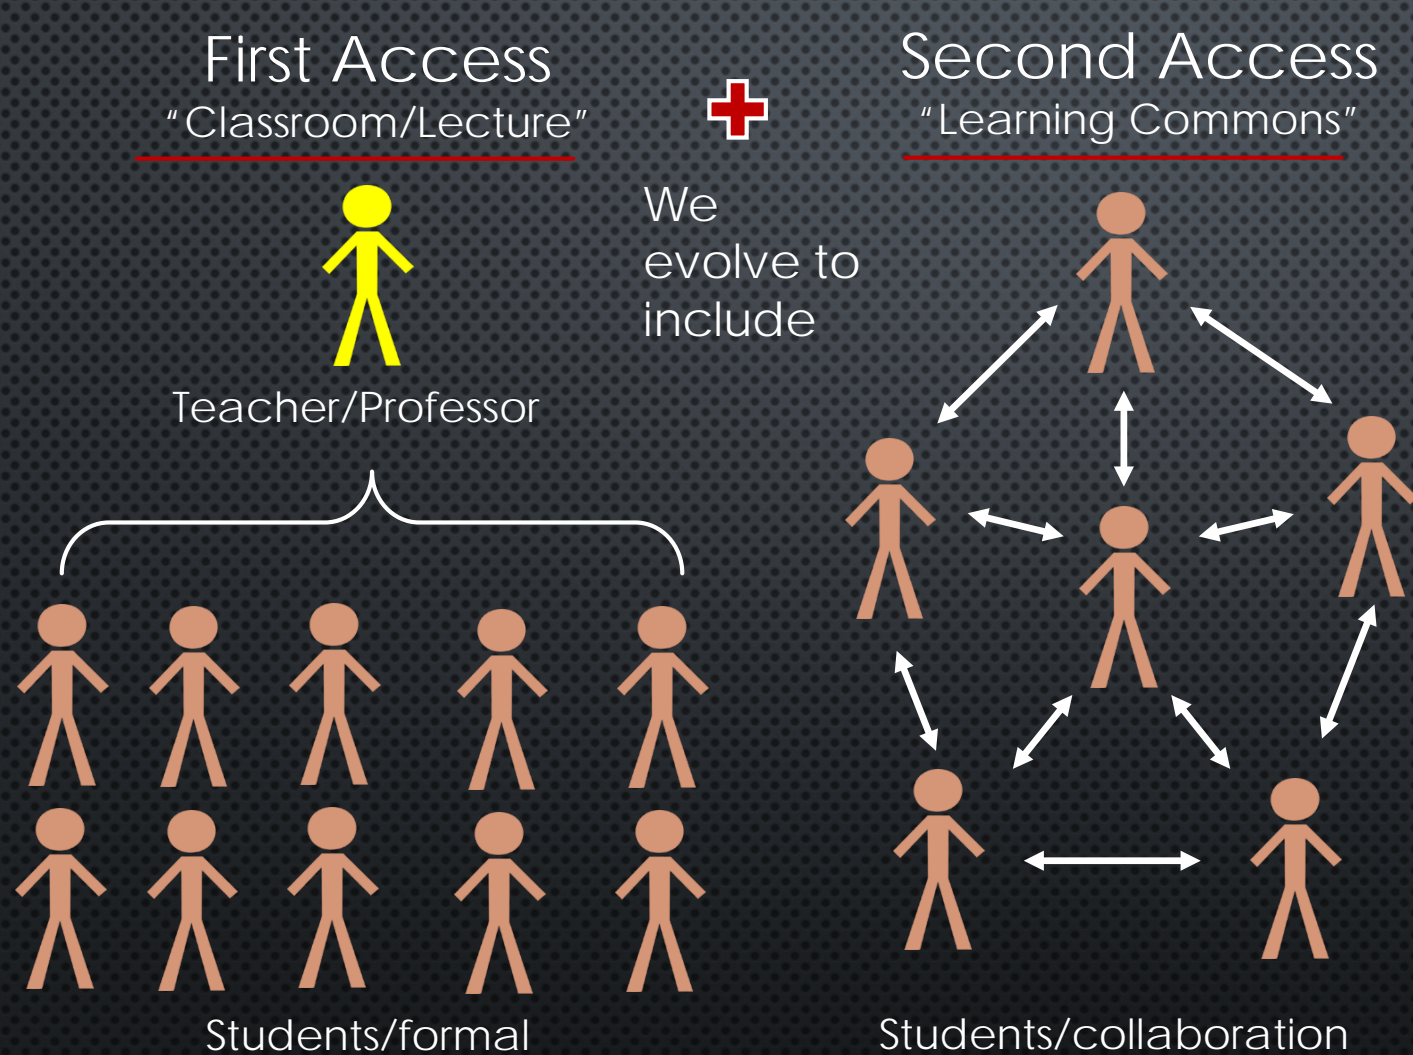 First Access
“Classroom/Lecture”
We
evolve to
include
Second Access
“Learning Commons”
Teacher/Professor
Students/formal
Students/collaboration